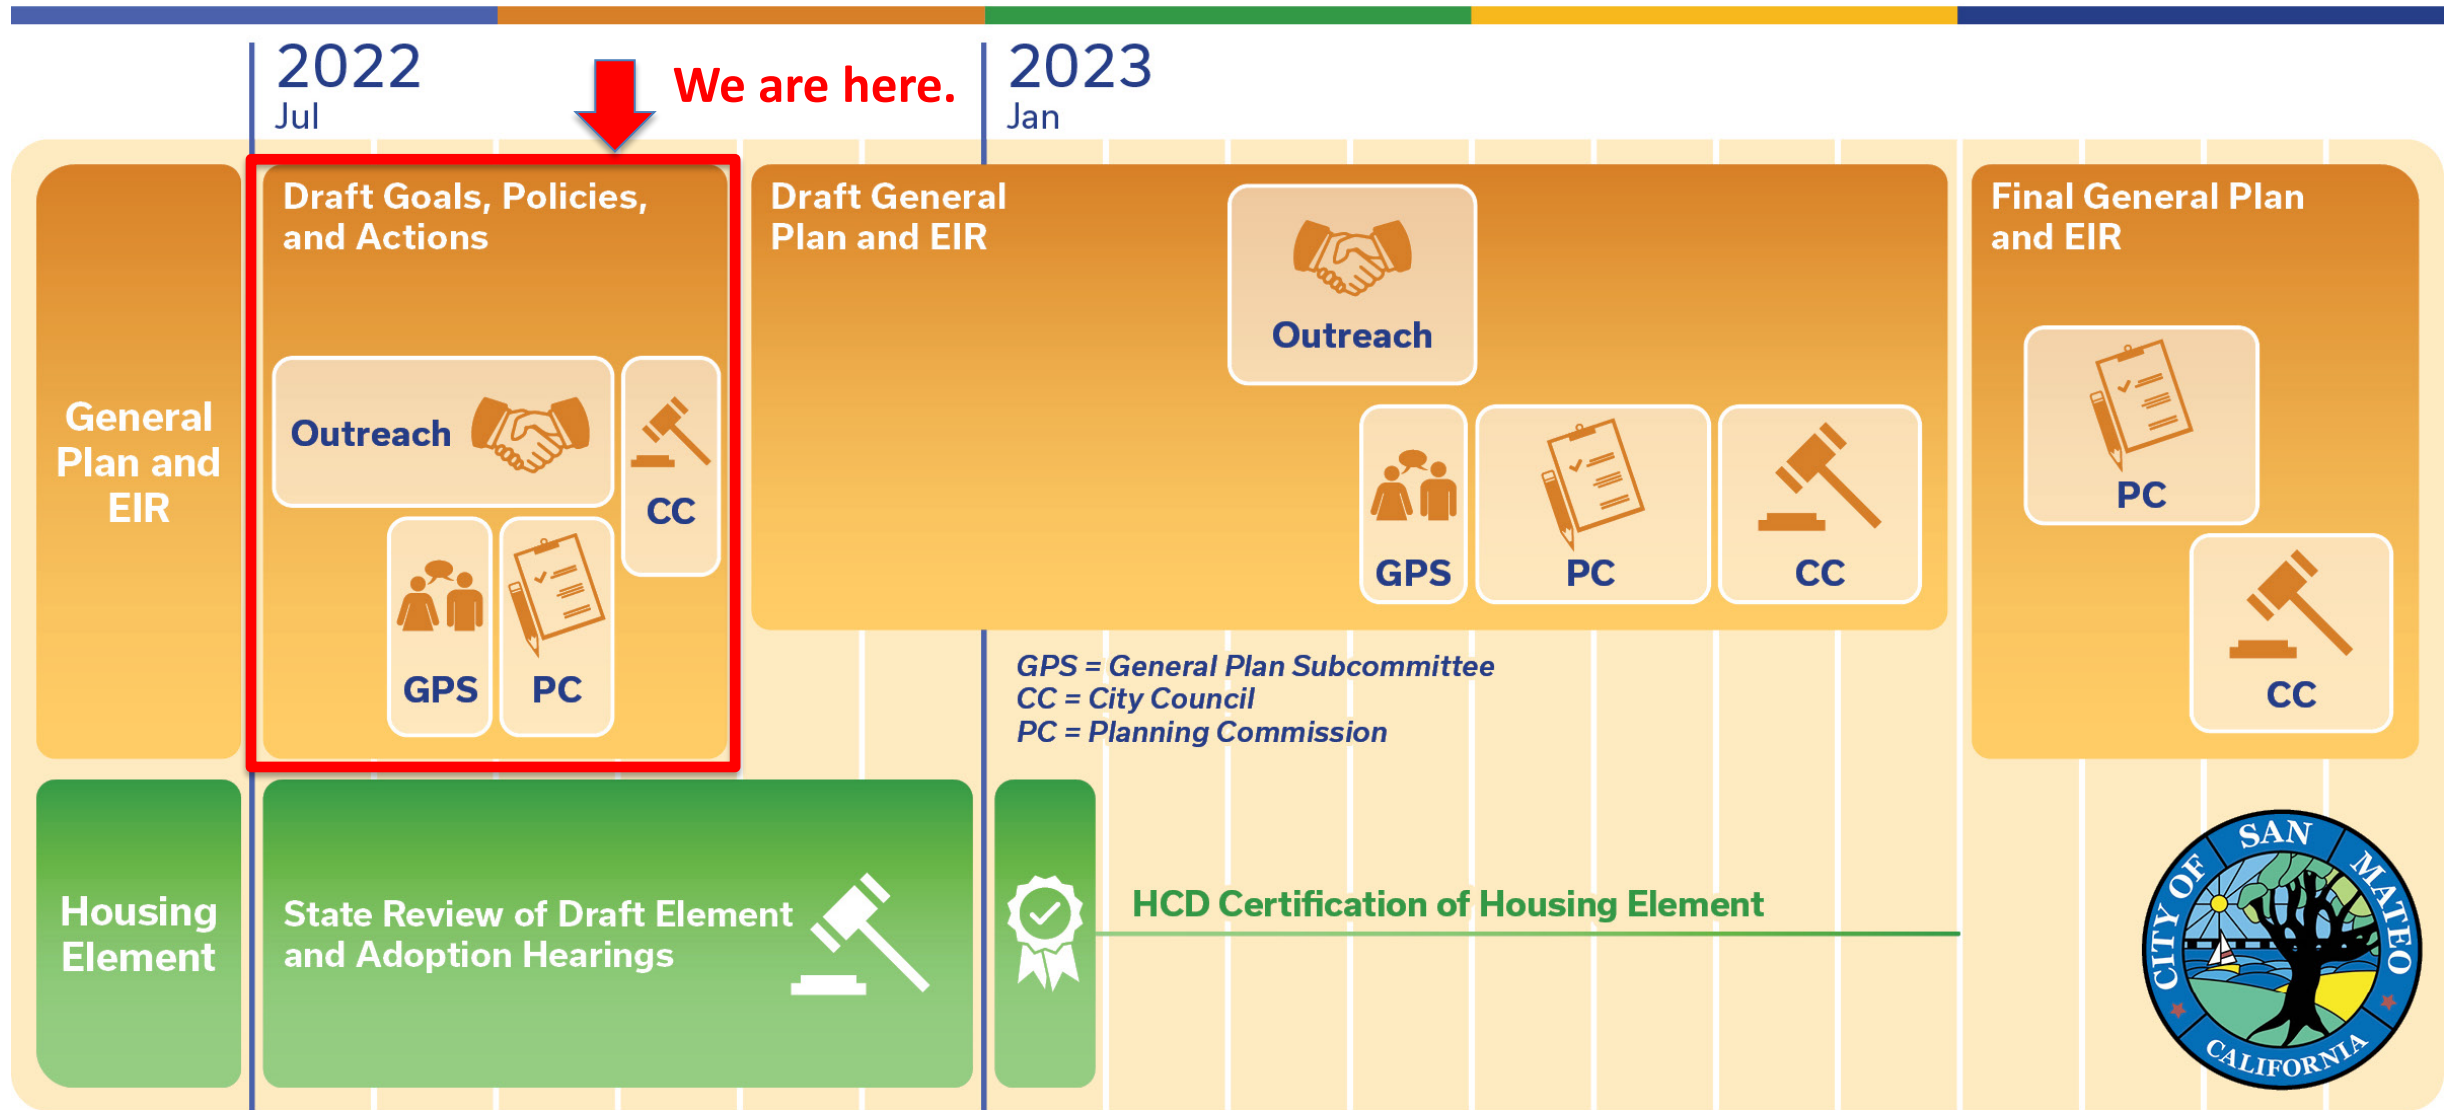 2022
Jul
We are here.
2023
Jan
General
Plan and
EIR
Draft Goals, Policies,
and Actions
Outreach
CC
GPS
PC
Draft General
Plan and EIR
Outreach
GPS
PC
CC
Final General Plan
and EIR
PC
CC
GPS = General Plan Subcommittee
CC = City Council
PC = Planning Commission
Housing
Element
State Review of Draft Element
and Adoption Hearings
HCD Certification of Housing Element
CITY OF SAN MATEO
CALIFORNIA